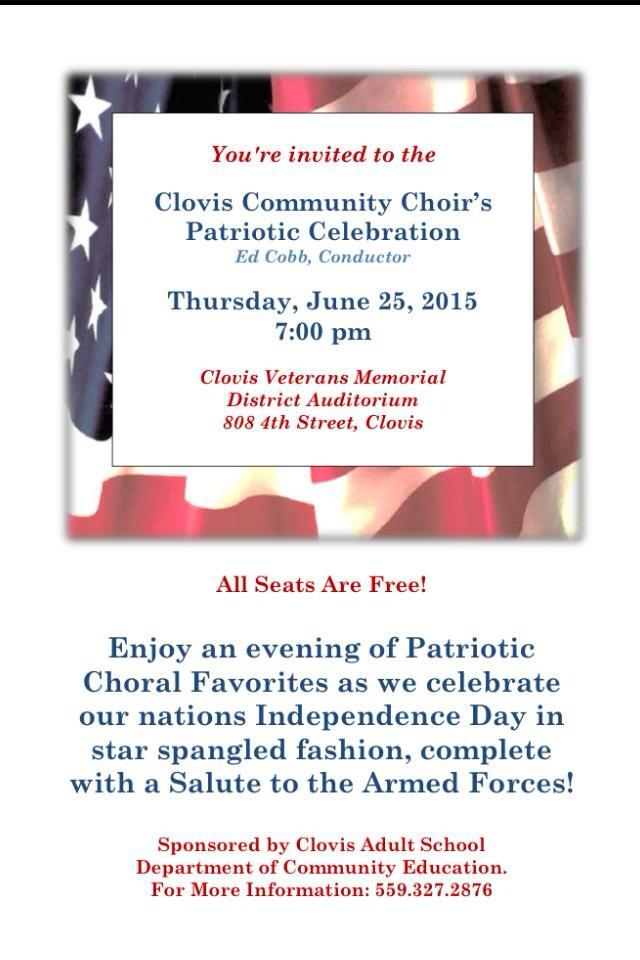 You're invited to the
Clovis Community Choir’s
Patriotic Celebration
Ed Cobb, Conductor
Thursday, June 25, 2015
7:00 pm
Clovis Veterans Memorial
District Auditorium
808 4th Street, Clovis
All Seats Are Free!
Enjoy an evening of Patriotic
Choral Favorites as we celebrate
our nations Independence Day in
star spangled fashion, complete
with a Salute to the Armed Forces!
Sponsored by Clovis Adult School
Department of Community Education.
For More Information: 559.327.2876